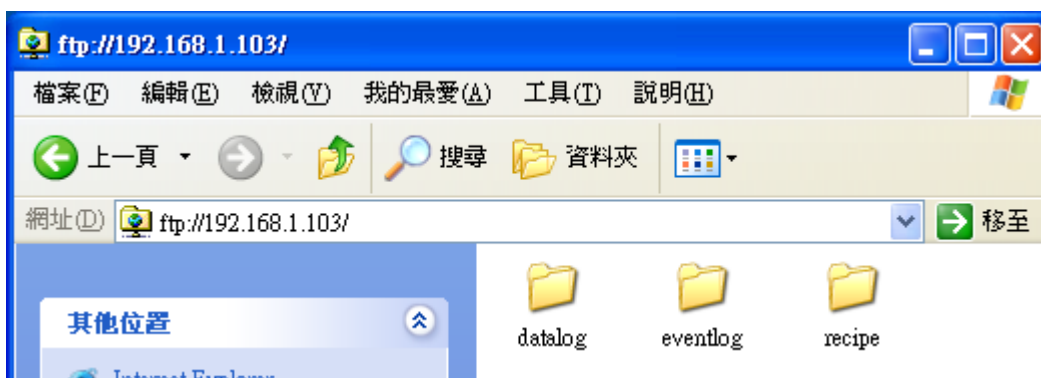 ftp://192.168.1.103/
檔案(F) 編輯(E) 檢視(V) 我的最愛(A) 工具(T) 說明(H)
上一頁 搜尋 資料夾
網址(D) ftp://192.168.1.103/ 移至
其他位置
datalog eventlog recipe
Internet Explorer